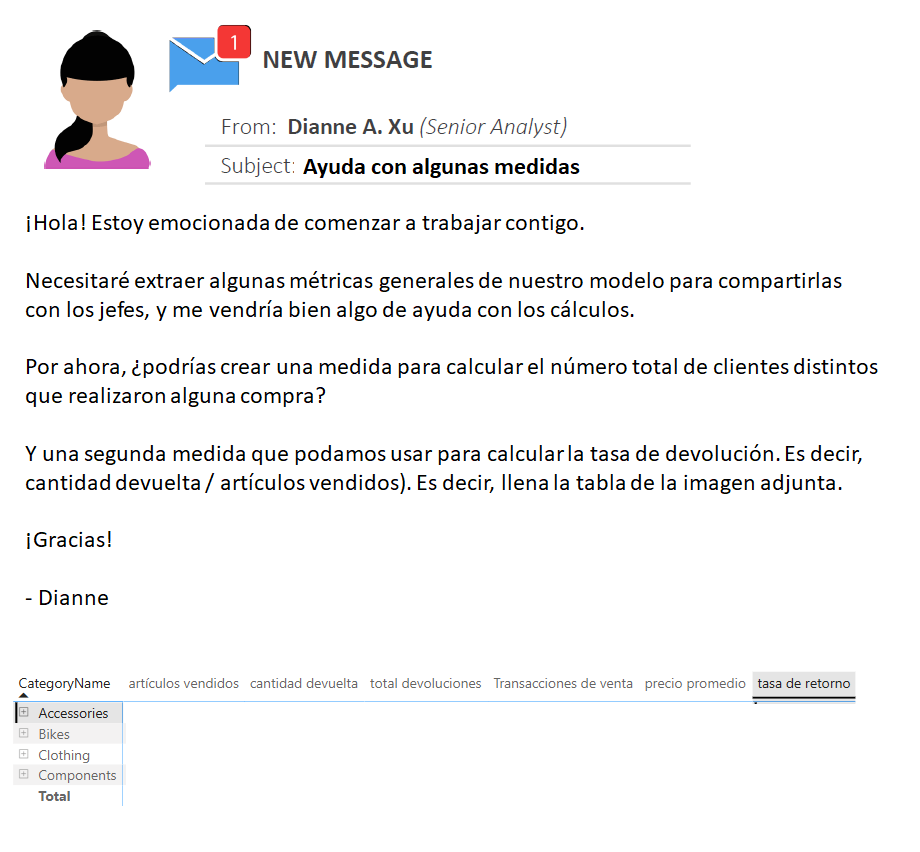 1
NEW MESSAGE
From: Dianne A. Xu (Senior Analyst)
Subject: Ayuda con algunas medidas
¡Hola! Estoy emocionada de comenzar a trabajar contigo.
Necesitaré extraer algunas métricas generales de nuestro modelo para compartirlas
con los jefes, y me vendría bien algo de ayuda con los cálculos.
Por ahora, ¿podrías crear una medida para calcular el número total de clientes distintos
que realizaron alguna compra?
Y una segunda medida que podamos usar para calcular la tasa de devolución. Es decir,
cantidad devuelta / artículos vendidos). Es decir, llena la tabla de la imagen adjunta.
¡Gracias!
- Dianne
CategoryName artículos vendidos cantidad devuelta total devoluciones Transacciones de venta precio promedio tasa de retorno
Accessories
Bikes
Clothing
Components
Total